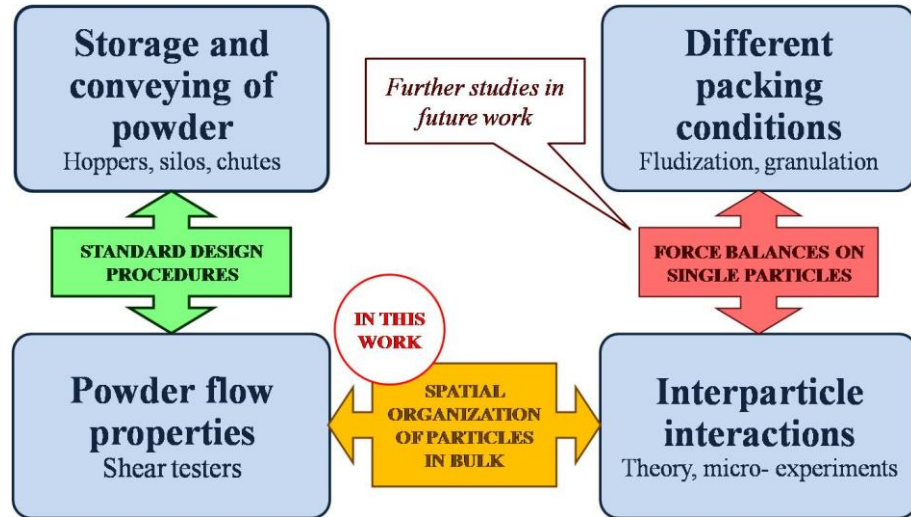 Storage and
conveying of
powder
Hoppers, silos, chutes
Further studies in
future work
Different
packing
conditions
Fludization, granulation
STANDARD DESIGN
PROCEDURES
FORCE BALANCES ON
SINGLE PARTICLES
IN THIS
WORK
Powder flow
properties
Shear testers
SPATIAL
ORGANIZATION
OF PARTICLES
IN BULK
Interparticle
interactions
Theory, micro- experiments